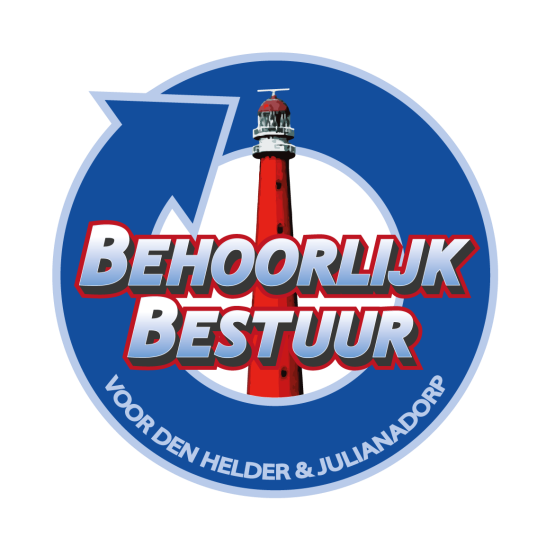 BEHOORLIJK
BESTUUR
VOOR DEN HELDER & JULIANADORP